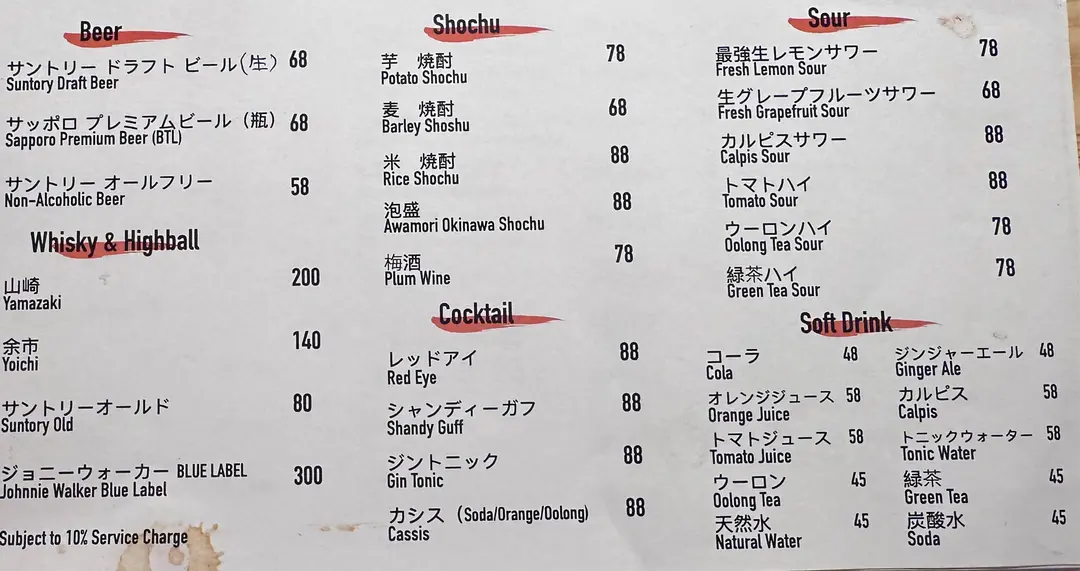 Beer
サントリー ドラフト ビール(生) 68
Suntory Draft Beer
サッポロ プレミアムビール（瓶） 68
Sapporo Premium Beer (BTL)
サントリー オールフリー 58
Non-Alcoholic Beer
Whisky & Highball
山崎 200
Yamazaki
余市 140
Yoichi
サントリーオールド 80
Suntory Old
ジョニーウォーカー BLUE LABEL 300
Johnnie Walker Blue Label
Subject to 10% Service Charge
Shochu
芋　焼酎 78
Potato Shochu
麦　焼酎 68
Barley Shoshu
米　焼酎 88
Rice Shochu
泡盛 88
Awamori Okinawa Shochu
梅酒 78
Plum Wine
Cocktail
レッドアイ 88
Red Eye
シャンディーガフ 88
Shandy Guff
ジントニック 88
Gin Tonic
カシス（Soda/Orange/Oolong) 88
Cassis
Sour
最強生レモンサワー 78
Fresh Lemon Sour
生グレープフルーツサワー 68
Fresh Grapefruit Sour
カルピスサワー 88
Calpis Sour
トマトハイ 88
Tomato Sour
ウーロンハイ 78
Oolong Tea Sour
緑茶ハイ 78
Green Tea Sour
Soft Drink
コーラ 48
Cola
オレンジジュース 58
Orange Juice
トマトジュース 58
Tomato Juice
ウーロン 45
Oolong Tea
天然水 45
Natural Water
ジンジャーエール 48
Ginger Ale
カルピス 58
Calpis
トニックウォーター 58
Tonic Water
緑茶 45
Green Tea
炭酸水 45
Soda